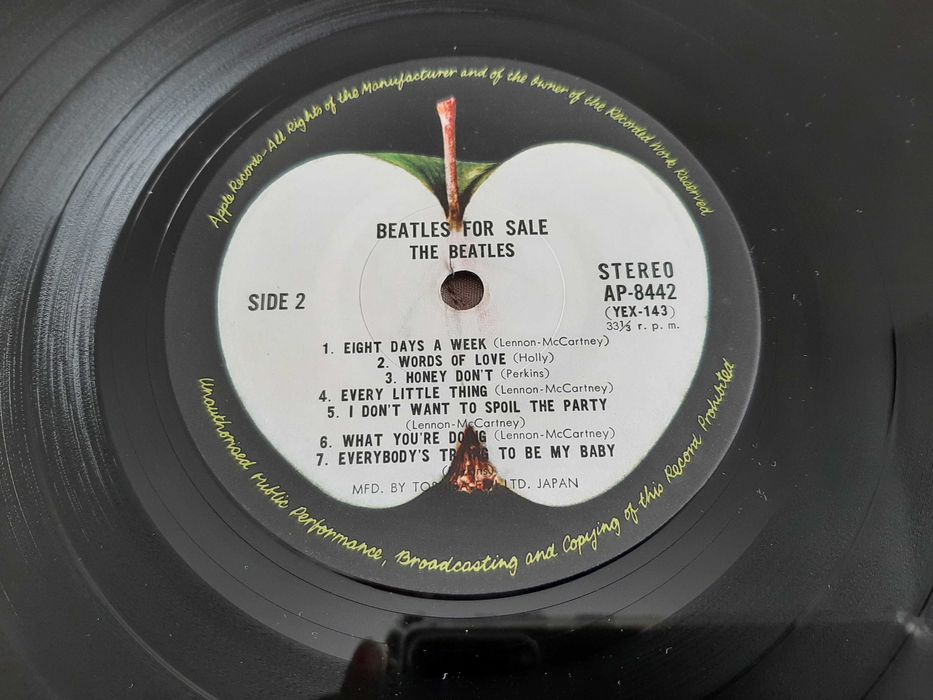 Apple Records-All Rights of the Manufacturer and of the Owner of the Recorded Work Reserved
BEATLES FOR SALE
THE BEATLES
SIDE 2
STEREO
AP-8442
(YEX-143)
33⅓ r. p. m.
1. EIGHT DAYS A WEEK (Lennon-McCartney)
2. WORDS OF LOVE (Holly)
3. HONEY DON'T (Perkins)
4. EVERY LITTLE THING (Lennon-McCartney)
5. I DON'T WANT TO SPOIL THE PARTY
(Lennon-McCartney)
6. WHAT YOU'RE DOING (Lennon-McCartney)
7. EVERYBODY'S TRYING TO BE MY BABY
MFD. BY LTD. JAPAN
Unauthorised Public Performance, Broadcasting and Copying of this Record Prohibited